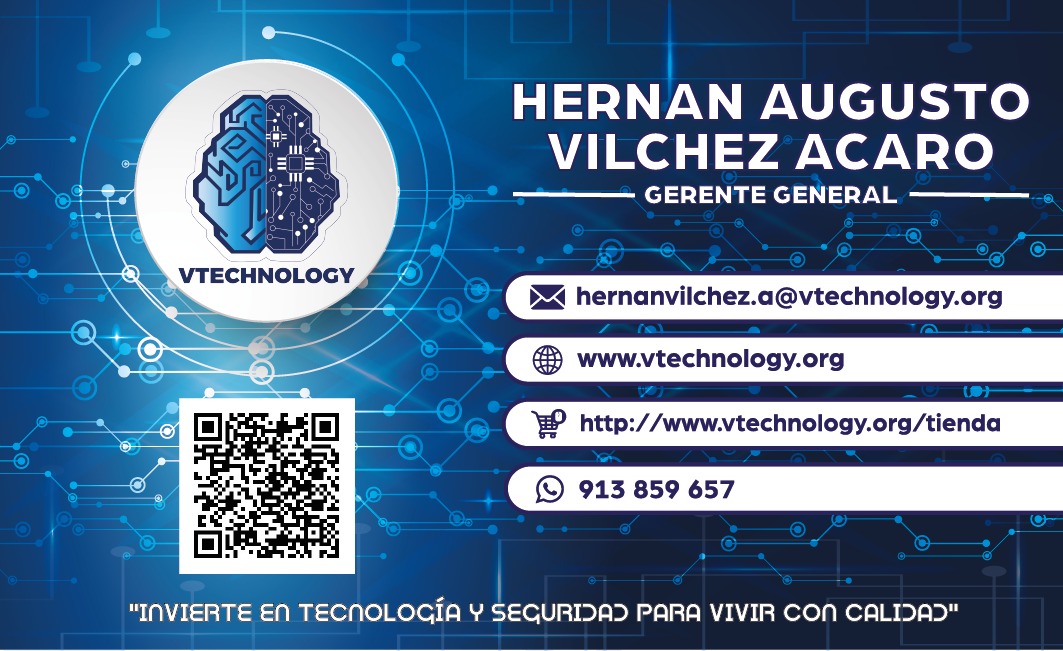 VTECHNOLOGY
HERNAN AUGUSTO
VILCHEZ ACARO
GERENTE GENERAL
hernanvilchez.a@vtechnology.org
www.vtechnology.org
http://www.vtechnology.org/tienda
913 859 657
"INVIERTE EN TECNOLOGÍA Y SEGURIDAD PARA VIVIR CON CALIDAD"